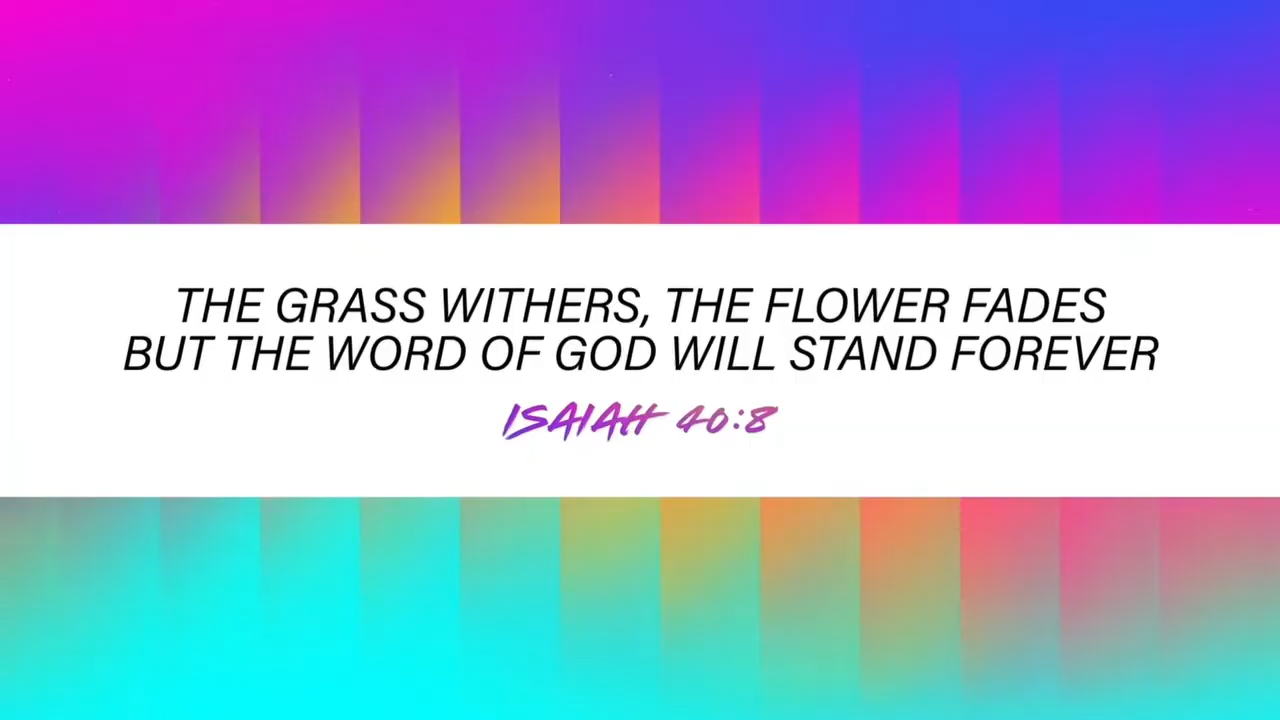 THE GRASS WITHERS, THE FLOWER FADES
BUT THE WORD OF GOD WILL STAND FOREVER
ISAIAH 40:8